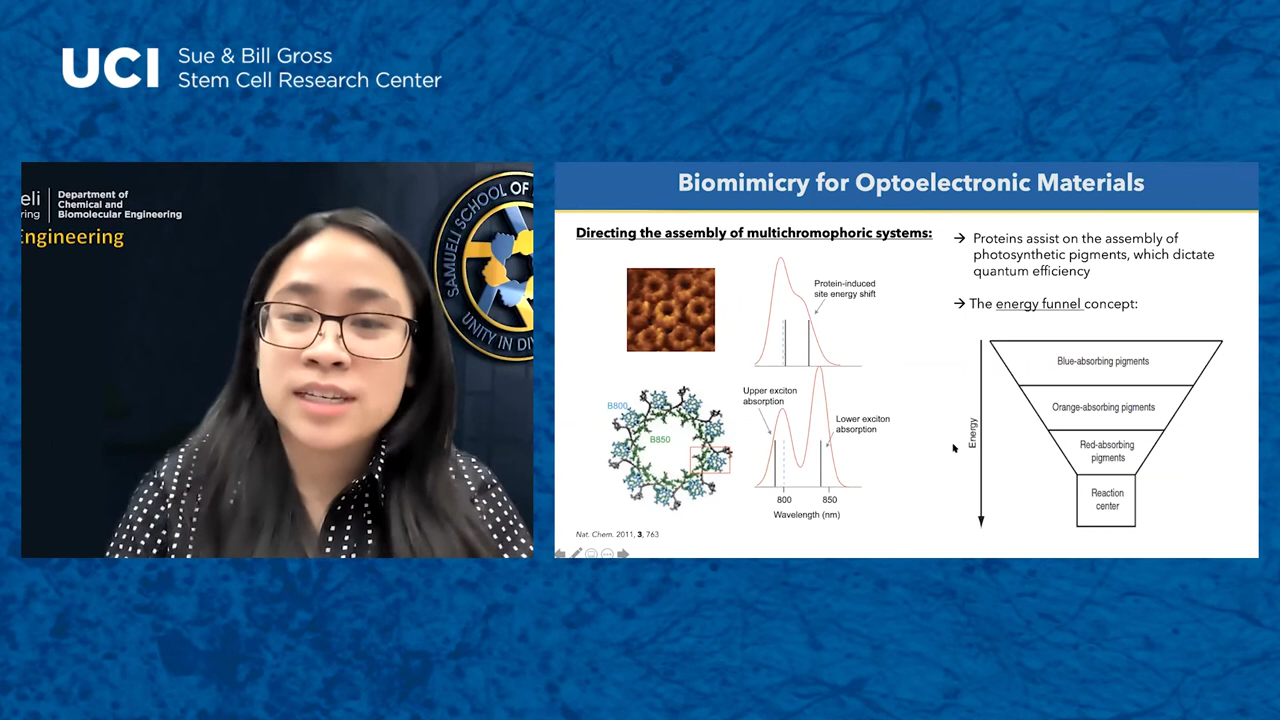 UCI
Sue & Bill Gross
Stem Cell Research Center
eli
ring
Department of
Chemical and
Biomolecular Engineering
Engineering
SAMUELI SCHOOL OF
UNITY IN DIV
Biomimicry for Optoelectronic Materials
Directing the assembly of multichromophoric systems:
Protein-induced
site energy shift
B800
B850
Upper exciton
absorption
Lower exciton
absorption
800
850
Wavelength (nm)
Nat. Chem. 2011, 3, 763
→ Proteins assist on the assembly of
photosynthetic pigments, which dictate
quantum efficiency
→ The energy funnel concept:
Energy
Blue-absorbing pigments
Orange-absorbing pigments
Red-absorbing
pigments
Reaction
center